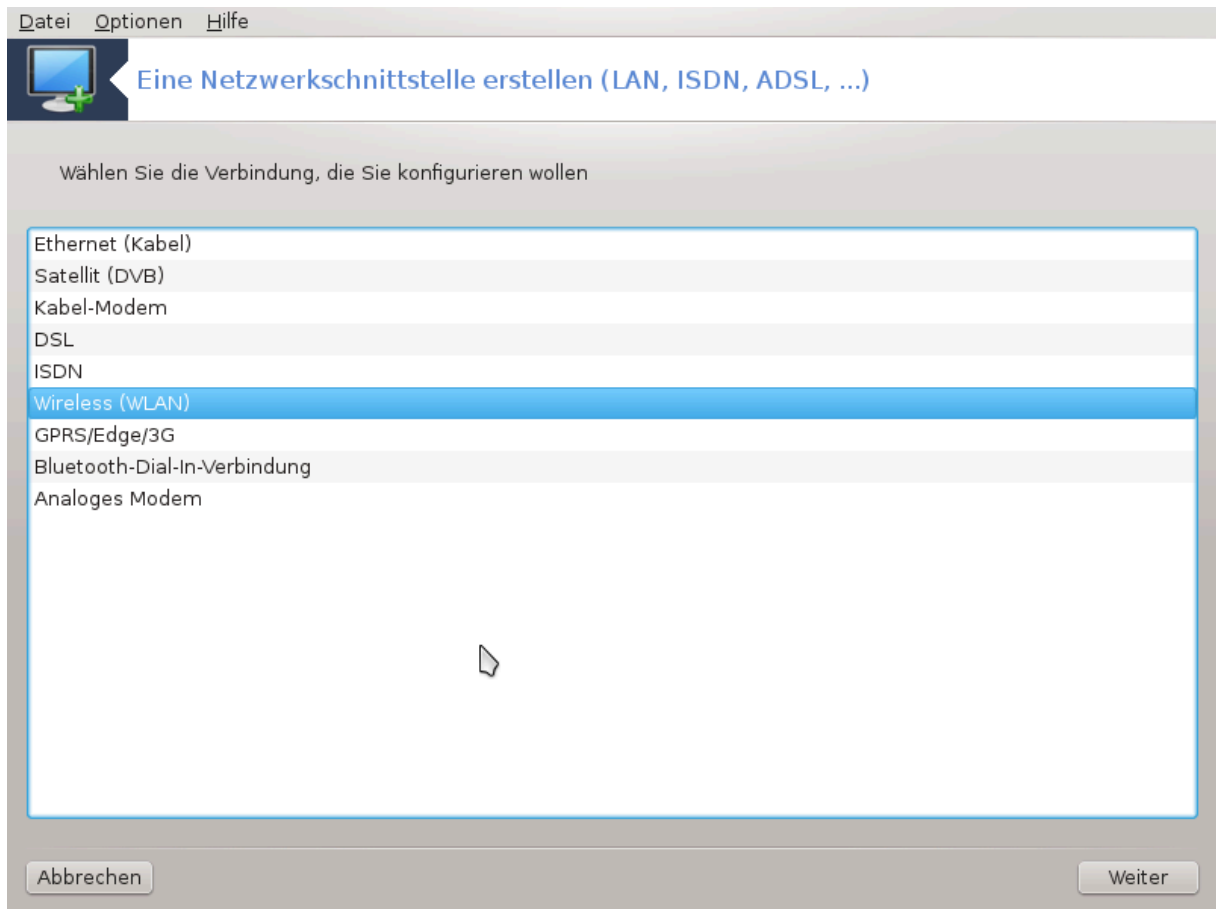 Datei Optionen Hilfe
Eine Netzwerkschnittstelle erstellen (LAN, ISDN, ADSL, ...)
Wählen Sie die Verbindung, die Sie konfigurieren wollen
Ethernet (Kabel)
Satellit (DVB)
Kabel-Modem
DSL
ISDN
Wireless (WLAN)
GPRS/Edge/3G
Bluetooth-Dial-In-Verbindung
Analoges Modem
Abbrechen Weiter